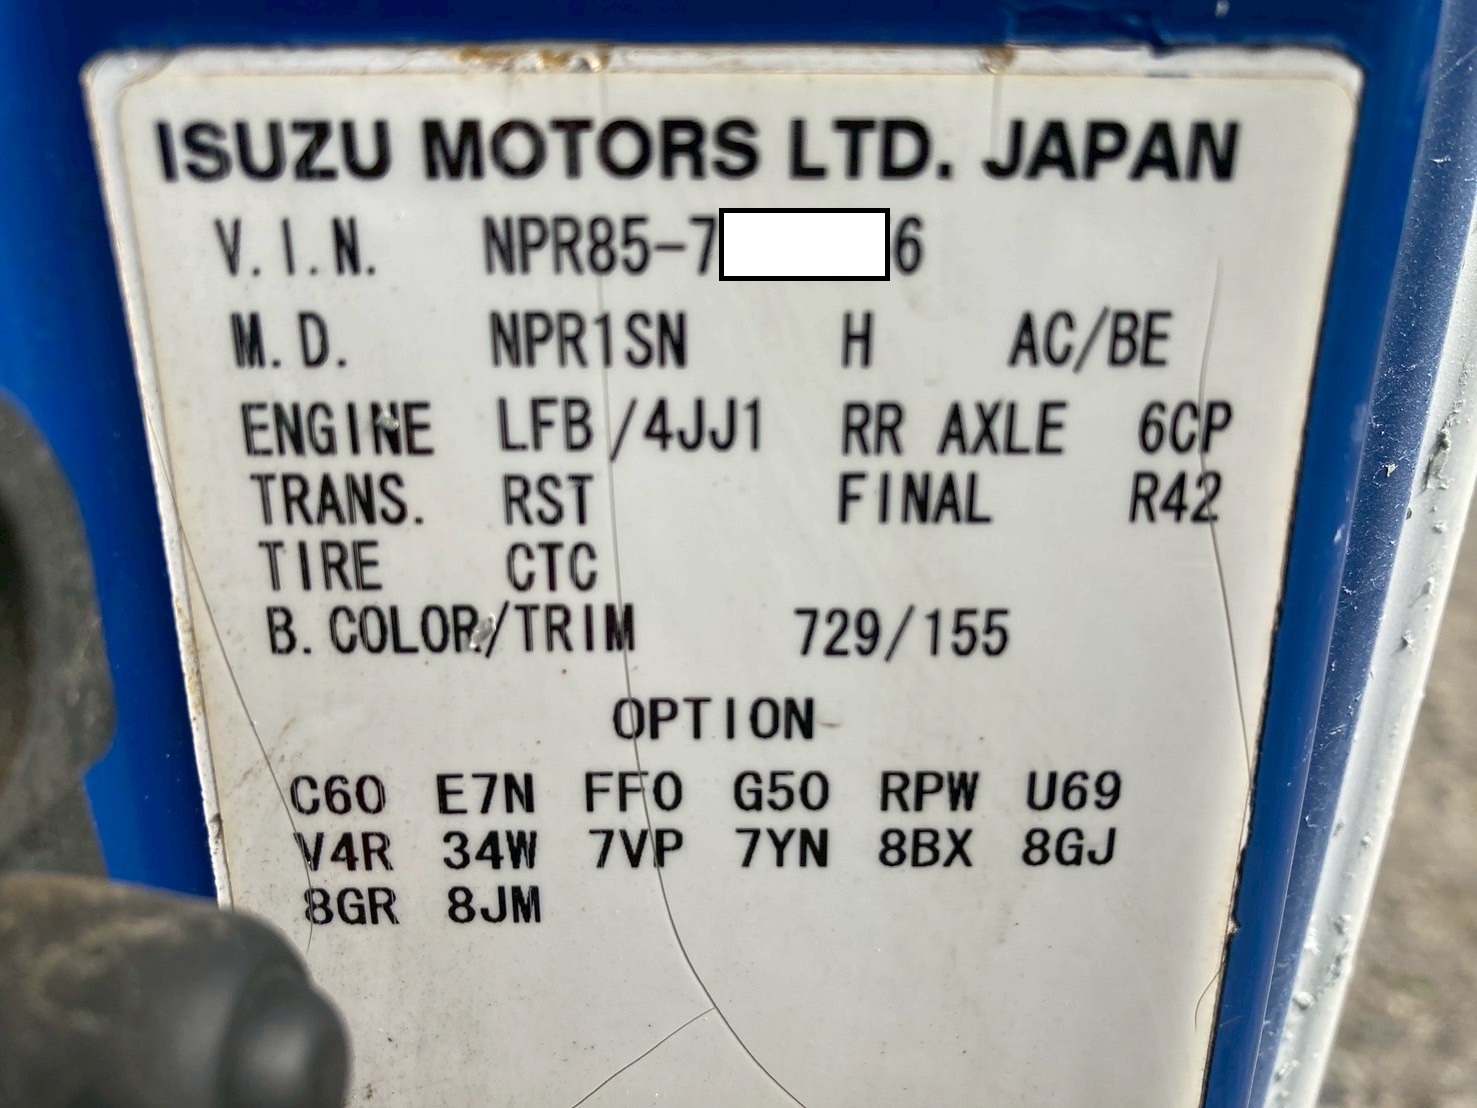 ISUZU MOTORS LTD. JAPAN
V.I.N. NPR85-7 6
M.D. NPR1SN H AC/BE
ENGINE LFB/4JJ1 RR AXLE 6CP
TRANS. RST FINAL R42
TIRE CTC
B.COLOR/TRIM 729/155
OPTION
C60 E7N FF0 G50 RPW U69
V4R 34W 7VP 7YN 8BX 8GJ
8GR 8JM